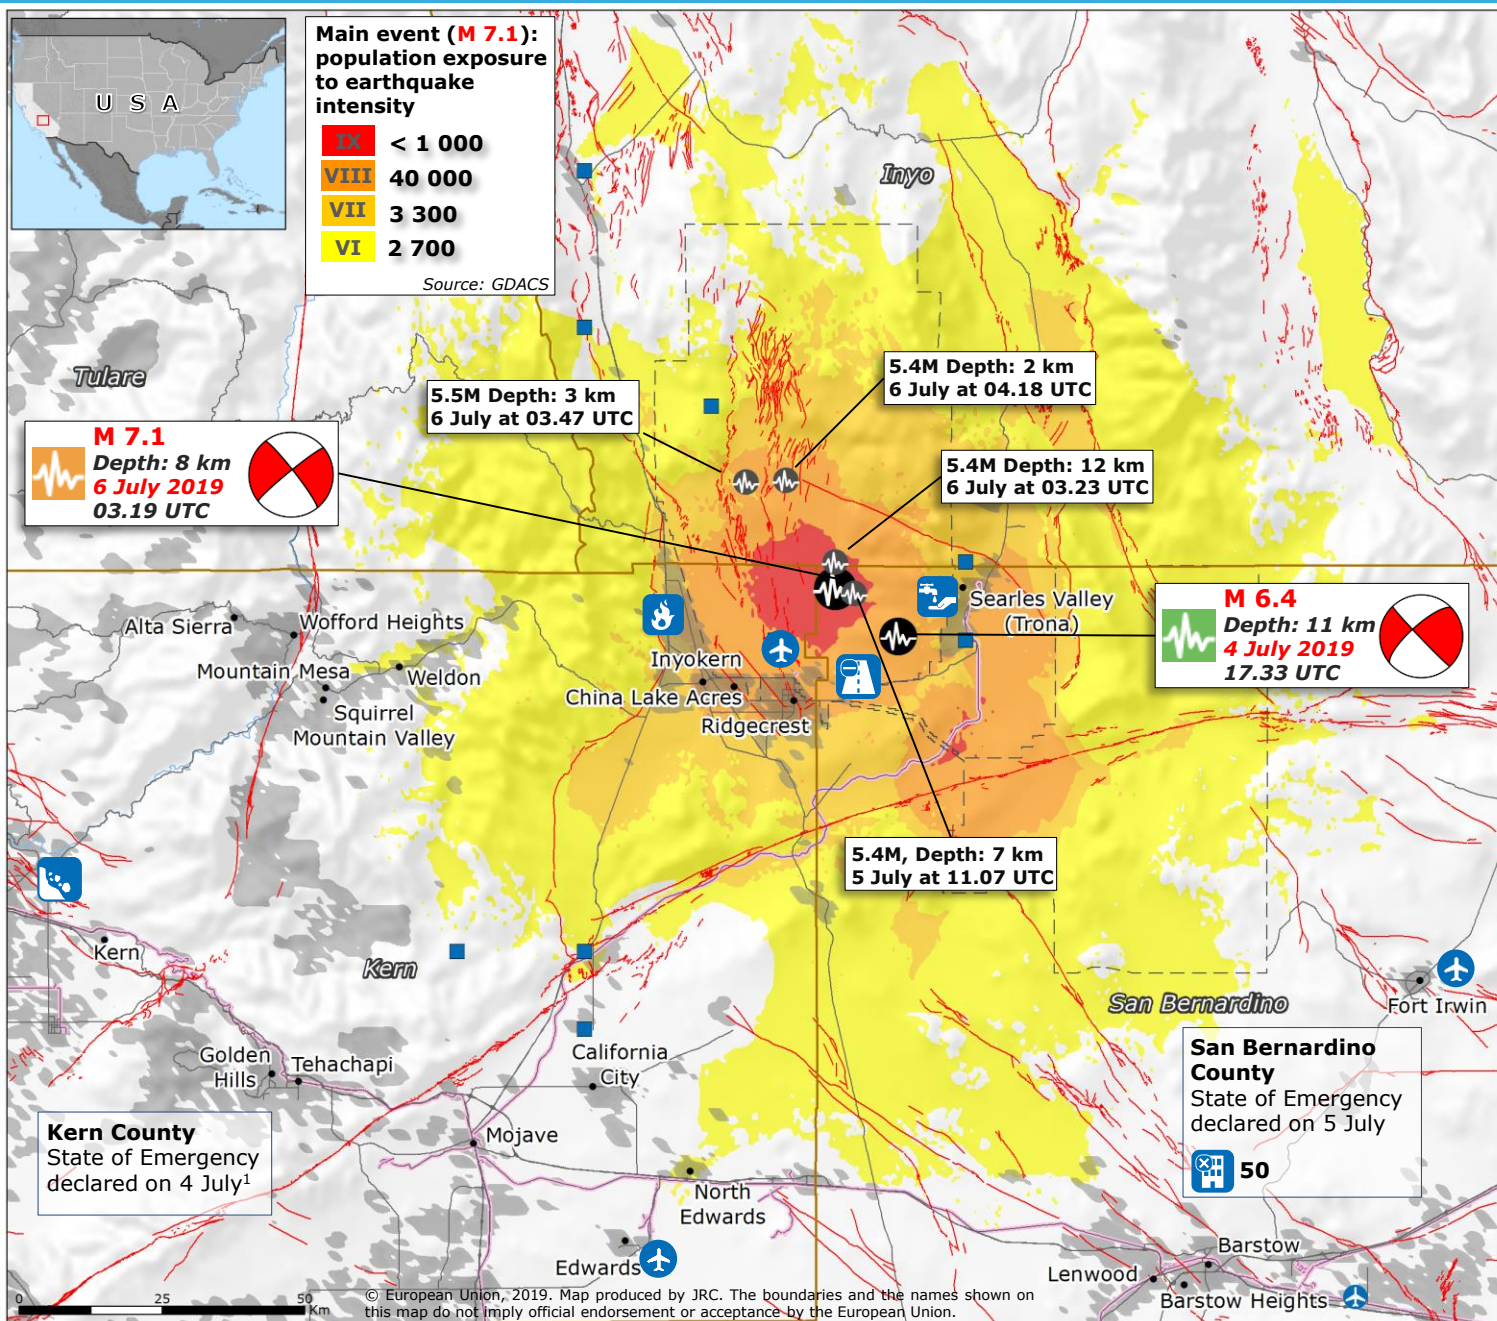 U S A
Main event (M 7.1):
population exposure
to earthquake
intensity
IX < 1 000
VIII 40 000
VII 3 300
VI 2 700
Source: GDACS
Inyo
Tulare
5.4M Depth: 2 km
6 July at 04.18 UTC
5.5M Depth: 3 km
6 July at 03.47 UTC
M 7.1
Depth: 8 km
6 July 2019
03.19 UTC
5.4M Depth: 12 km
6 July at 03.23 UTC
Searles Valley
(Trona)
M 6.4
Depth: 11 km
4 July 2019
17.33 UTC
Alta Sierra
Wofford Heights
Mountain Mesa
Weldon
Squirrel
Mountain Valley
Inyokern
China Lake Acres
Ridgecrest
5.4M, Depth: 7 km
5 July at 11.07 UTC
Kern
Kern
San Bernardino
Fort Irwin
Golden
Hills
Tehachapi
California
City
Mojave
North
Edwards
Edwards
Kern County
State of Emergency
declared on 4 July¹
San Bernardino
County
State of Emergency
declared on 5 July
50
Barstow
Lenwood
Barstow Heights
0 25 50
Km
© European Union, 2019. Map produced by JRC. The boundaries and the names shown on
this map do not imply official endorsement or acceptance by the European Union.